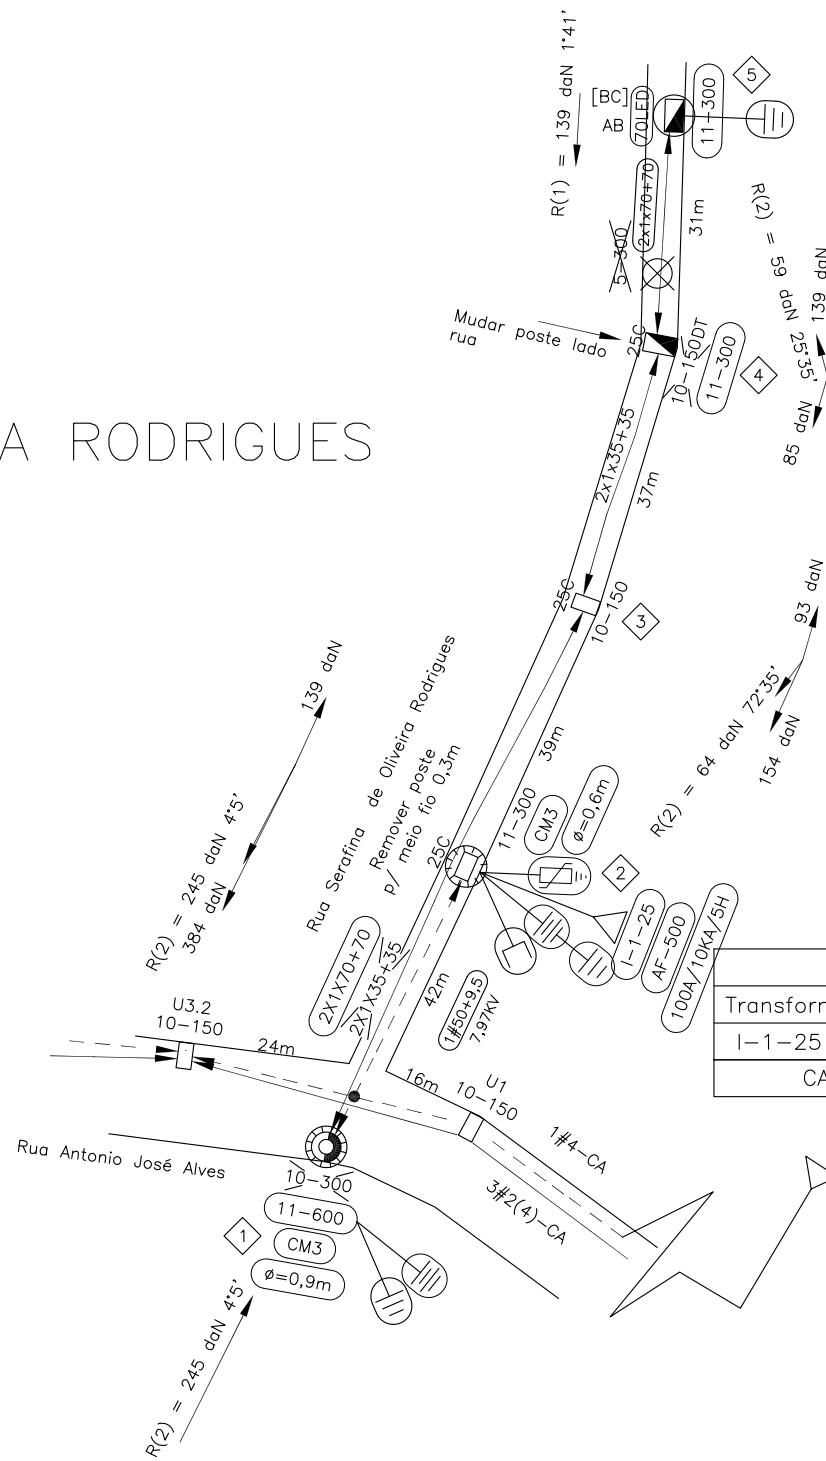 R(1) = 139 daN 1°41'
[BC]
AB
70LED
11-300
5
2x1x70+70
31m
5-300
R(2) = 59 daN 25°35'
139 daN
85 daN
Mudar poste lado
rua
25C
10-150DT
11-300
4
A RODRIGUES
2x1x35+35
37m
25C
10-150
3
93 daN
R(2) = 64 daN 72°35'
154 daN
139 daN
R(2) = 245 daN 4°5'
384 daN
Rua Serafina de Oliveira Rodrigues
Remover poste
p/ meio fio 0,3m
39m
25C
11-300
CM3
ø=0,6m
2
I-1-25
AF-500
100A/10KA/5H
2X1X70+70
2X1X35+35
42m
1#50+9,5
7,97KV
Transform
I-1-25
CA
U3.2
10-150
24m
16m
U1
10-150
1#4-CA
3#2(4)-CA
Rua Antonio José Alves
10-300
11-600
1
CM3
ø=0,9m
R(2) = 245 daN 4°5'